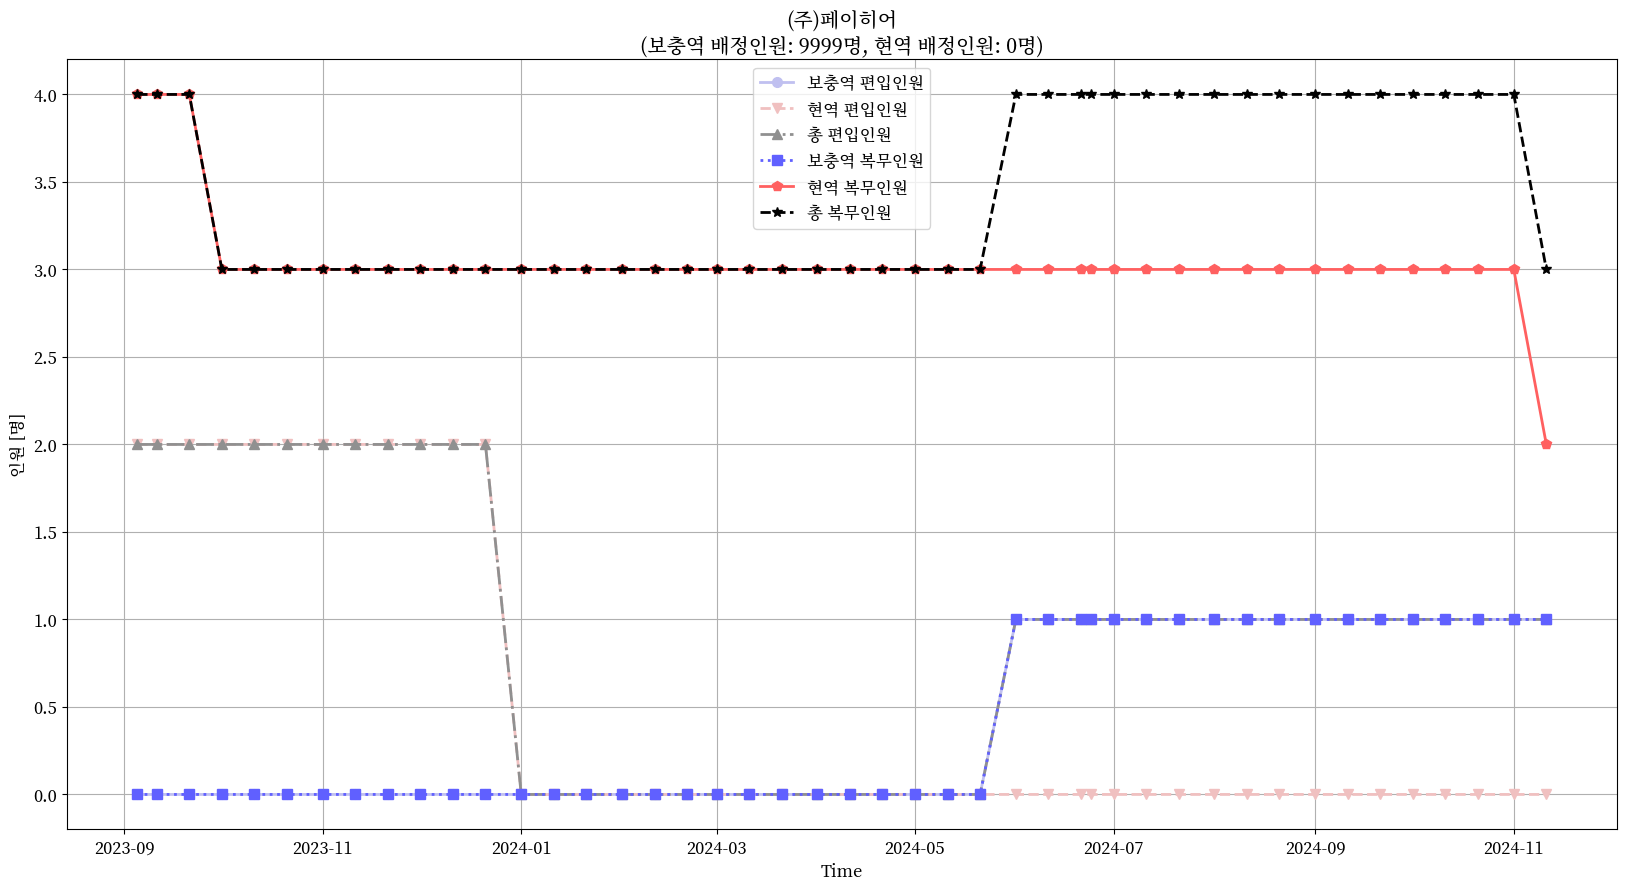 (주)페이히어
(보충역 배정인원: 9999명, 현역 배정인원: 0명)
보충역 편입인원
현역 편입인원
총 편입인원
보충역 복무인원
현역 복무인원
총 복무인원
인원 [명]
4.0
3.5
3.0
2.5
2.0
1.5
1.0
0.5
0.0
2023-09
2023-11
2024-01
2024-03
2024-05
2024-07
2024-09
2024-11
Time